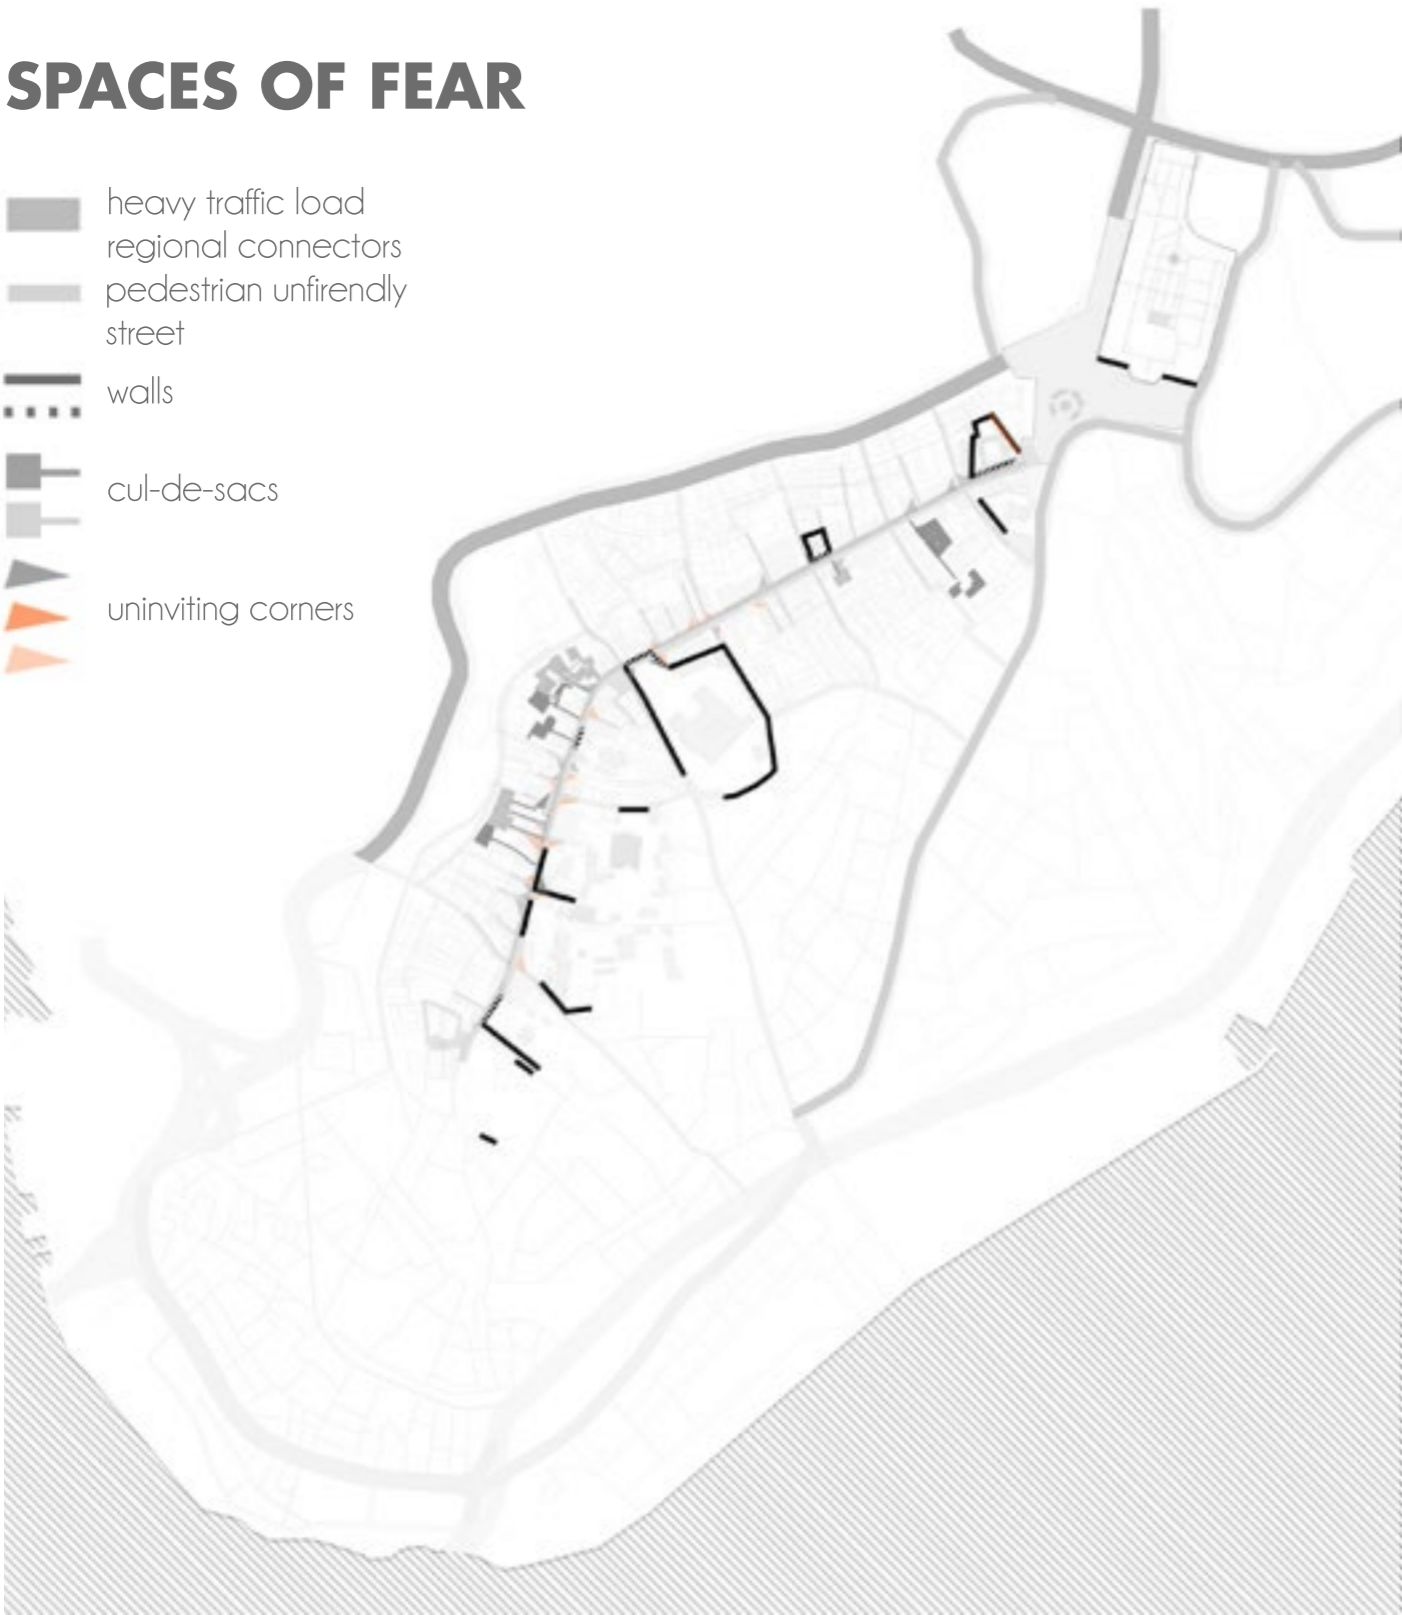 SPACES OF FEAR
heavy traffic load
regional connectors
pedestrian unfirendly
street
walls
cul-de-sacs
uninviting corners